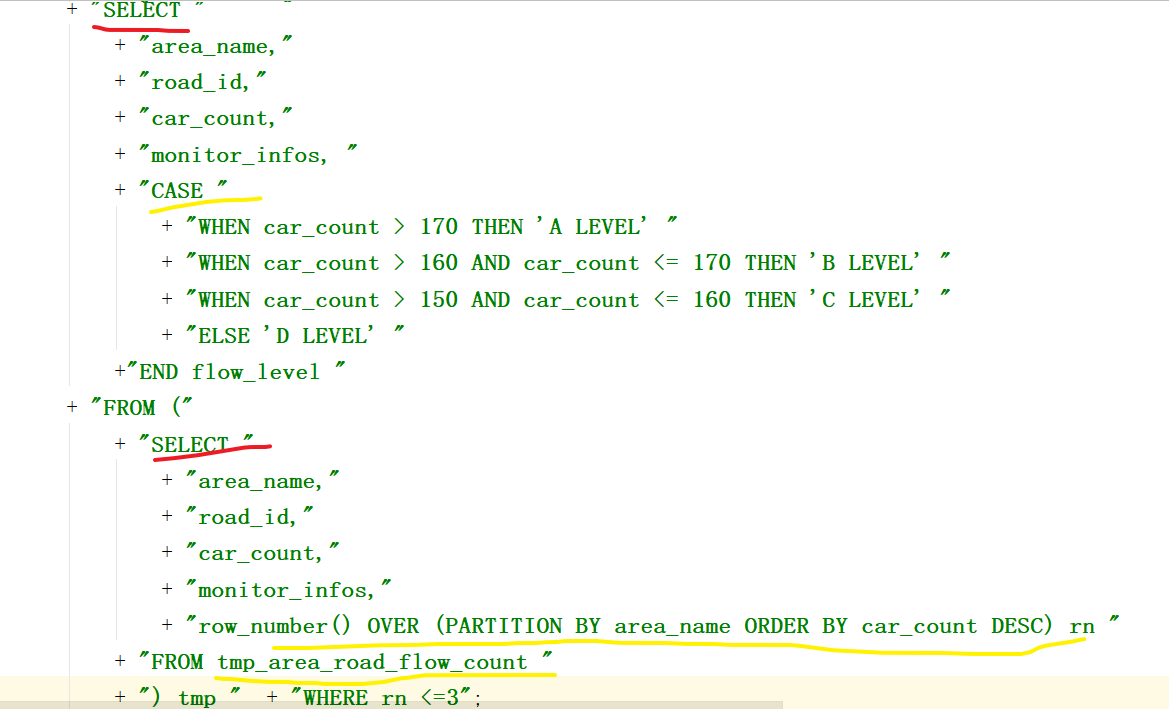 + "SELECT "
+ "area_name,"
+ "road_id,"
+ "car_count,"
+ "monitor_infos, "
+ "CASE "
+ "WHEN car_count > 170 THEN 'A LEVEL' "
+ "WHEN car_count > 160 AND car_count <= 170 THEN 'B LEVEL' "
+ "WHEN car_count > 150 AND car_count <= 160 THEN 'C LEVEL' "
+ "ELSE 'D LEVEL' "
+"END flow_level "
+ "FROM ("
+ "SELECT "
+ "area_name,"
+ "road_id,"
+ "car_count,"
+ "monitor_infos,"
+ "row_number() OVER (PARTITION BY area_name ORDER BY car_count DESC) rn "
+ "FROM tmp_area_road_flow_count "
+ ") tmp " + "WHERE rn <=3";